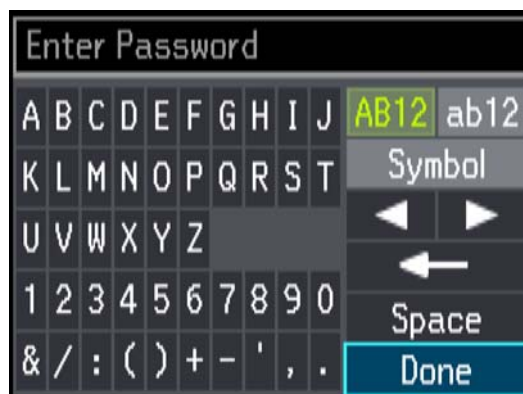 Enter Password
A B C D E F G H I J
AB12 ab12
K L M N O P Q R S T
Symbol
U V W X Y Z
1 2 3 4 5 6 7 8 9 0
Space
& / : ( ) + - ' , .
Done